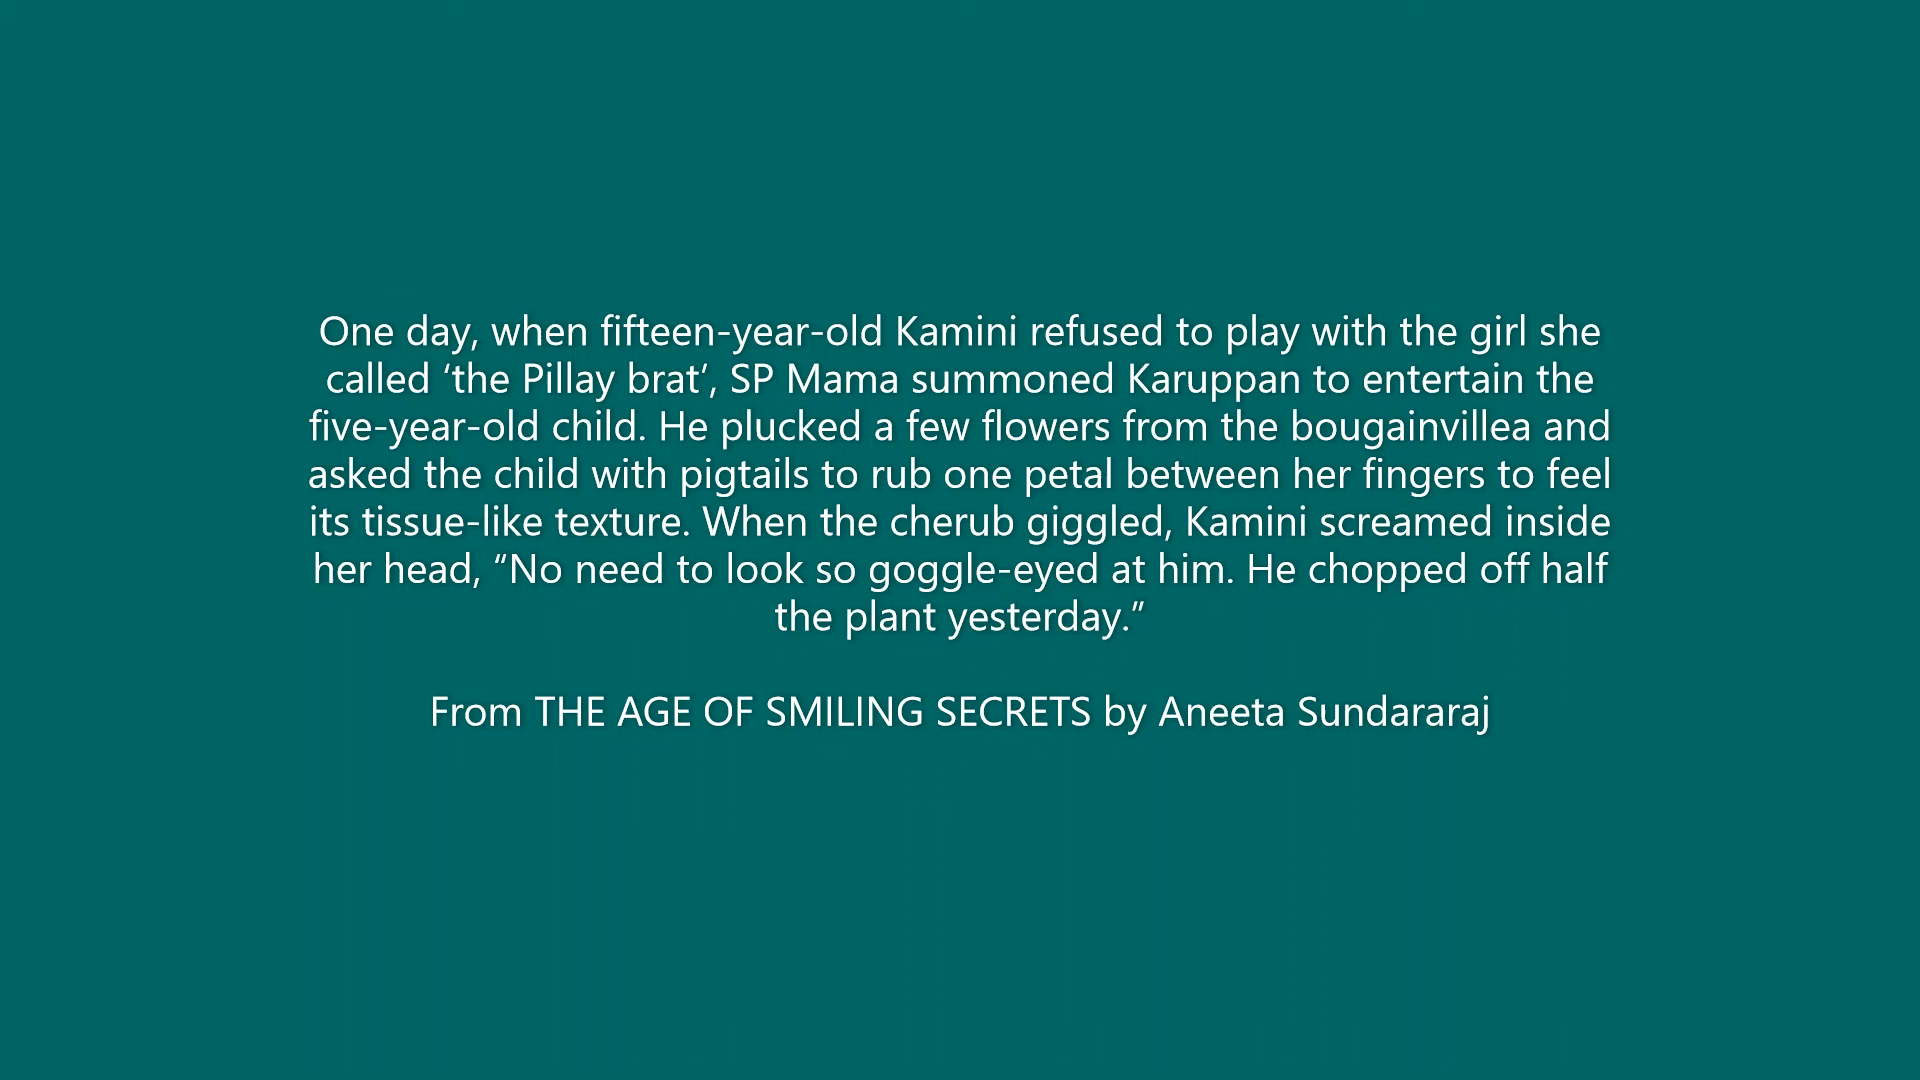 One day, when fifteen-year-old Kamini refused to play with the girl she
called ‘the Pillay brat’, SP Mama summoned Karuppan to entertain the
five-year-old child. He plucked a few flowers from the bougainvillea and
asked the child with pigtails to rub one petal between her fingers to feel
its tissue-like texture. When the cherub giggled, Kamini screamed inside
her head, “No need to look so goggle-eyed at him. He chopped off half
the plant yesterday.”
From THE AGE OF SMILING SECRETS by Aneeta Sundararaj